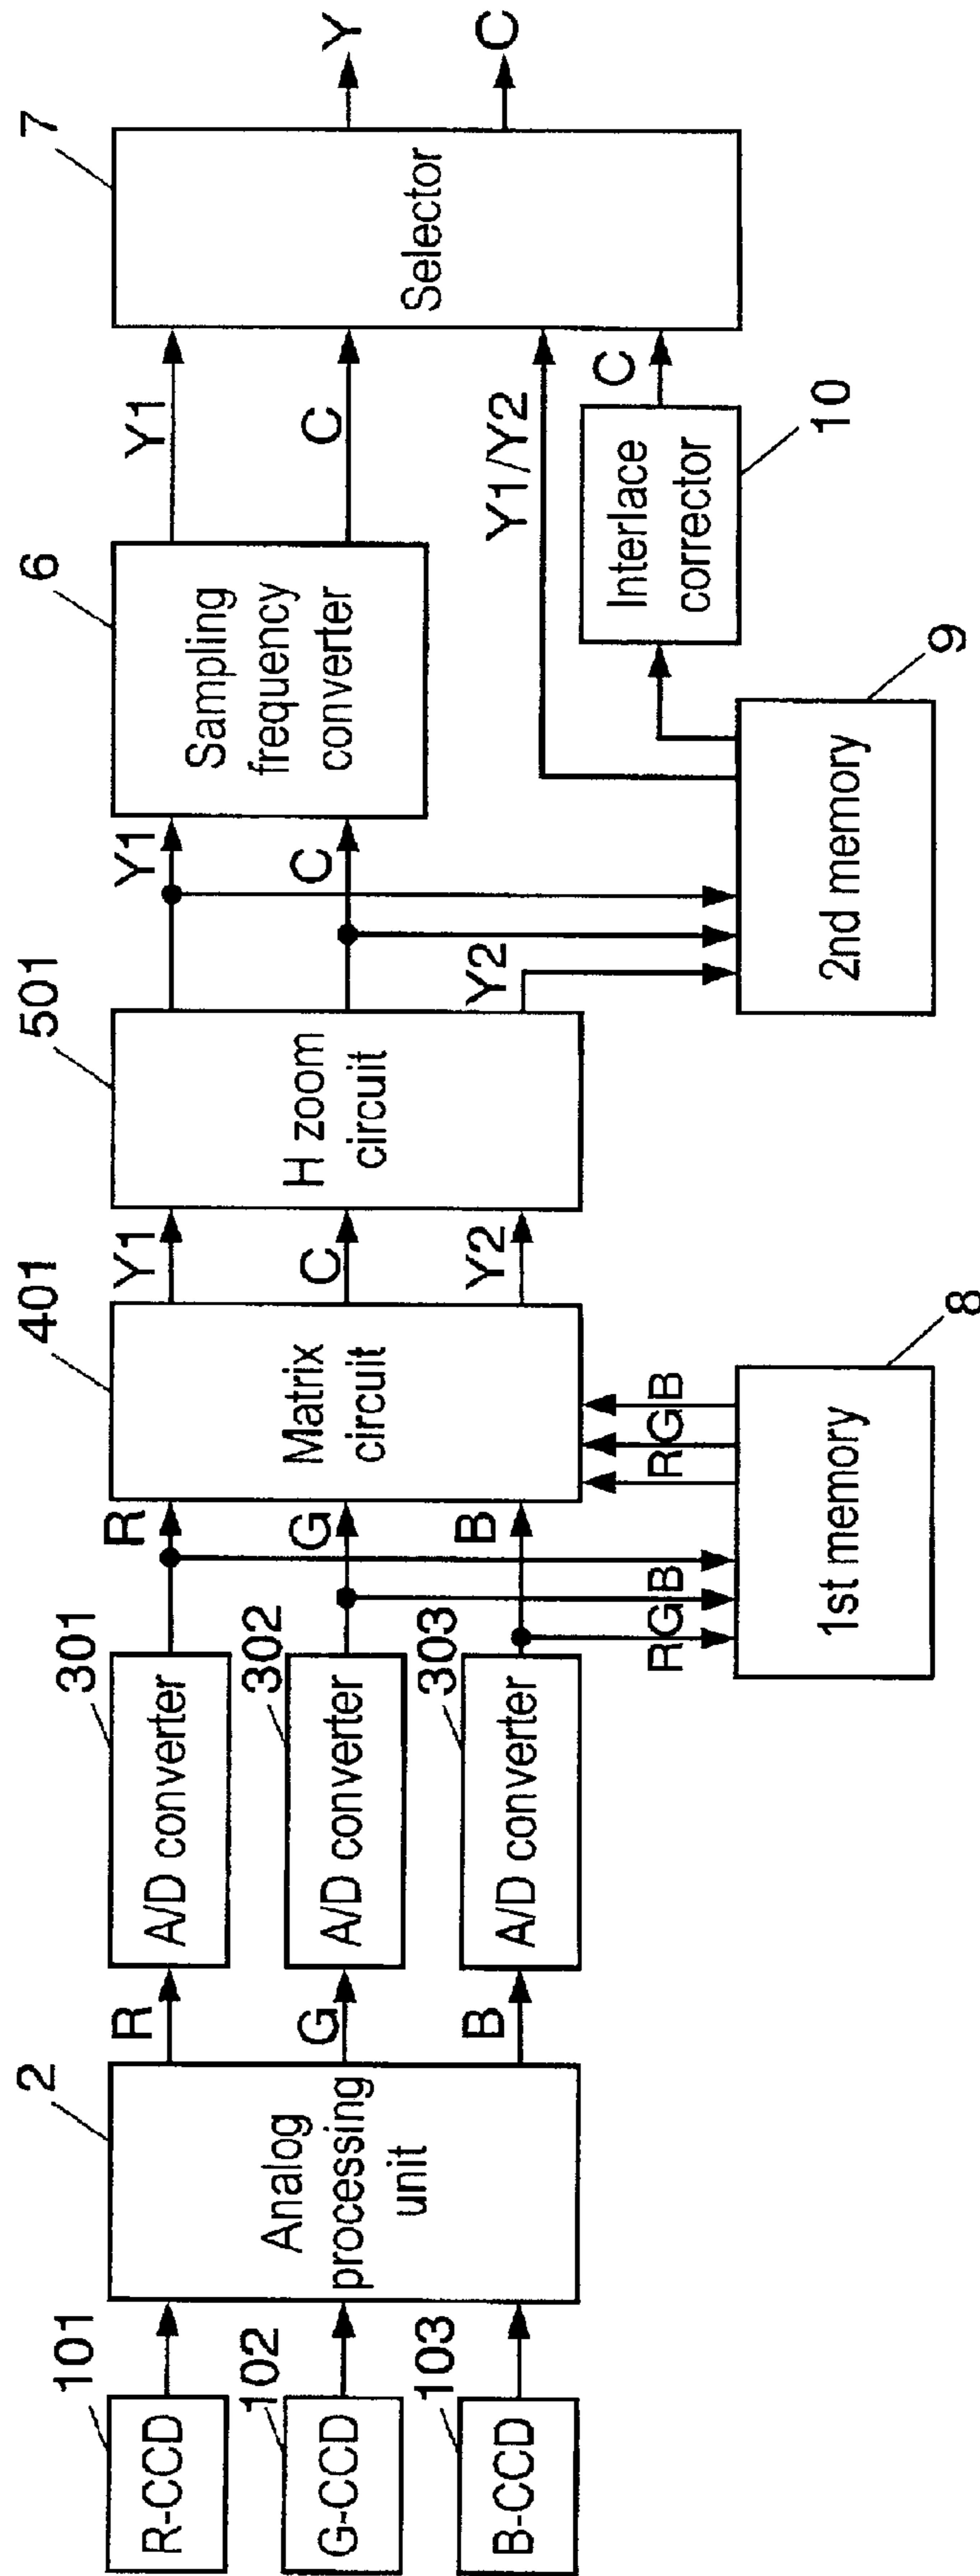 101
R-CCD
102
G-CCD
103
B-CCD
2
Analog
processing
unit
R
G
B
301
A/D converter
302
A/D converter
303
A/D converter
R
G
B
RGB
1st memory
8
RGB
401
Matrix
circuit
Y1
C
Y2
501
H zoom
circuit
Y1
C
Y2
6
Sampling
frequency
converter
2nd memory
9
Y1
C
Y1/Y2
Interlace
corrector
10
C
7
Selector
Y
C